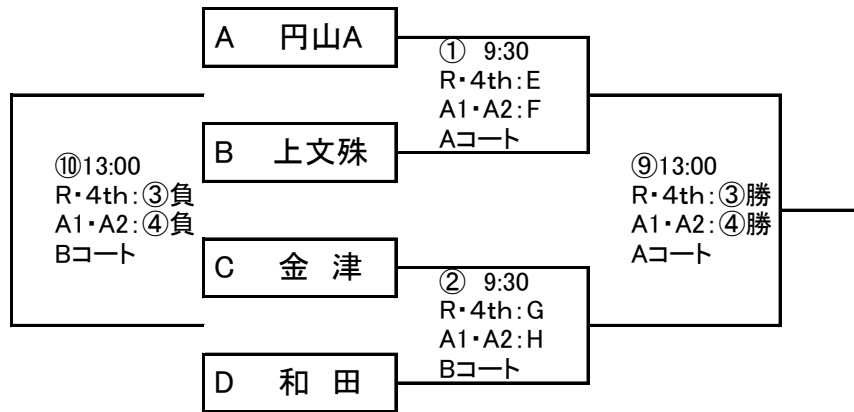 A 円山A
① 9:30
R・4th:E
A1・A2:F
Aコート
B 上文殊
⑩13:00
R・4th:③負
A1・A2:④負
Bコート
⑨13:00
R・4th:③勝
A1・A2:④勝
Aコート
C 金 津
② 9:30
R・4th:G
A1・A2:H
Bコート
D 和 田